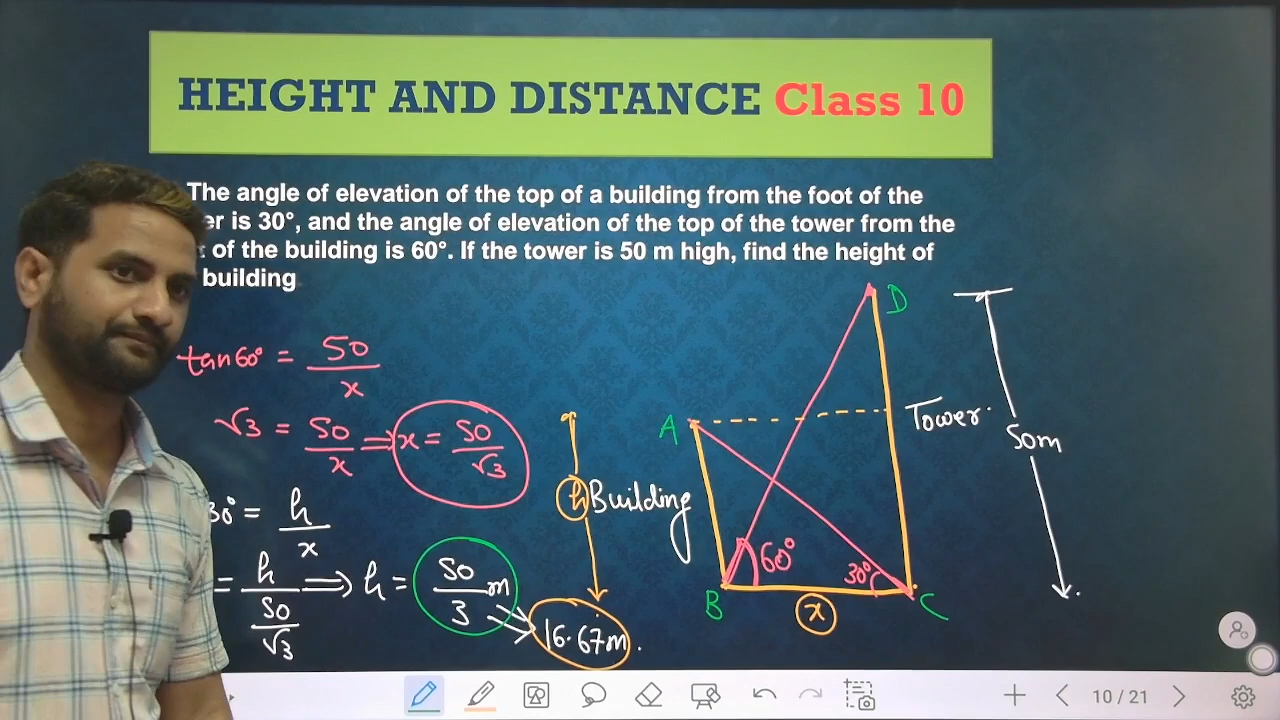 HEIGHT AND DISTANCE Class 10
The angle of elevation of the top of a building from the foot of the
er is 30°, and the angle of elevation of the top of the tower from the
of the building is 60°. If the tower is 50 m high, find the height of
building
tan60° = 50/x
√3 = 50/x ⇒ x = 50/√3
30° = h/x
= h/(50/√3) ⇒ h = 50/3 m
16.67m.
h Building
A
B
C
D
60°
30°
x
Tower.
50m
10 / 21